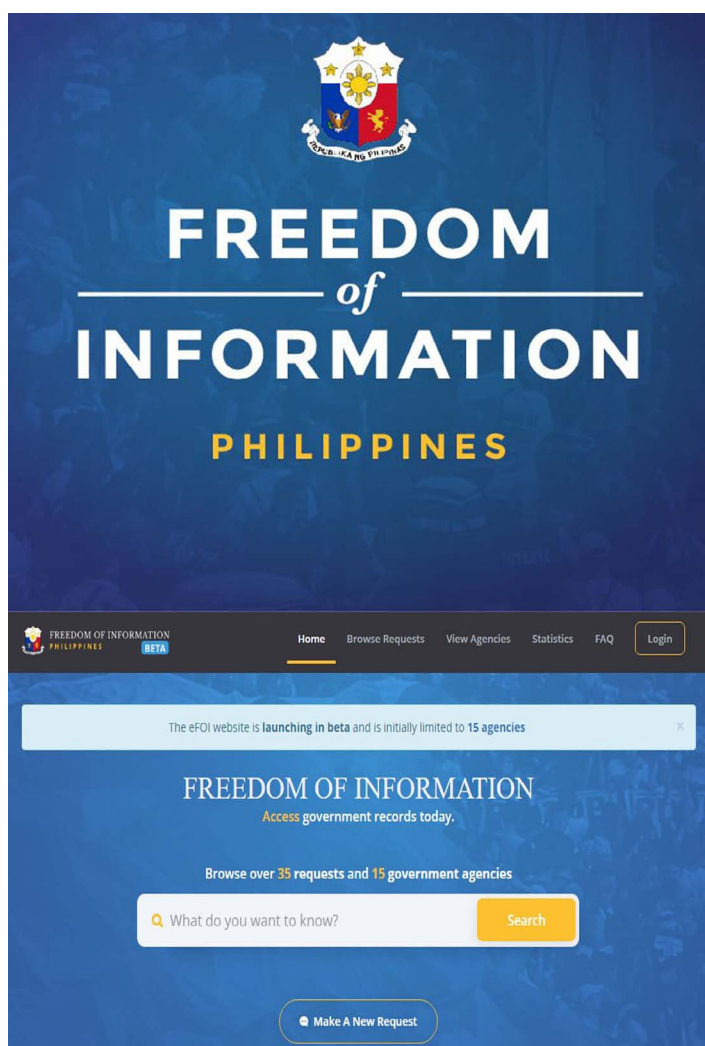 REPUBLIKA NG PILIPINAS
FREEDOM
of
INFORMATION
PHILIPPINES
FREEDOM OF INFORMATION
PHILIPPINES
BETA
Home
Browse Requests
View Agencies
Statistics
FAQ
Login
The eFOI website is launching in beta and is initially limited to 15 agencies
x
FREEDOM OF INFORMATION
Access government records today.
Browse over 35 requests and 15 government agencies
What do you want to know?
Search
Make A New Request